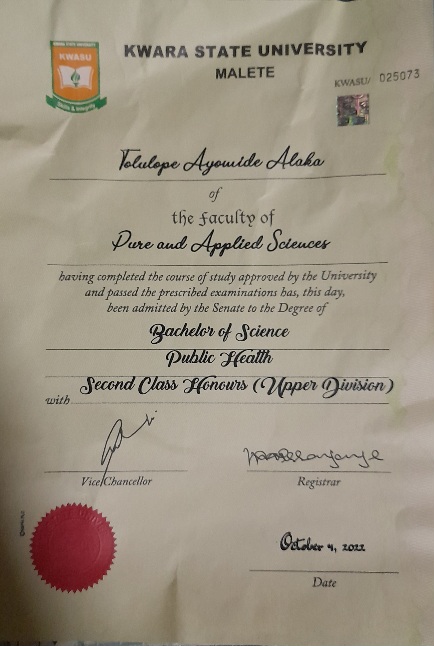 KWARA STATE UNIVERSITY
KWASU
MALETE
Skills & Integrity
KWASU/ 025073
Tolulope Ayomide Alaka
of
the Faculty of
Pure and Applied Sciences
having completed the course of study approved by the University
and passed the prescribed examinations has, this day,
been admitted by the Senate to the Degree of
Bachelor of Science
Public Health
with Second Class Honours (Upper Division)
Vice Chancellor
Registrar
October 4, 2022
Date